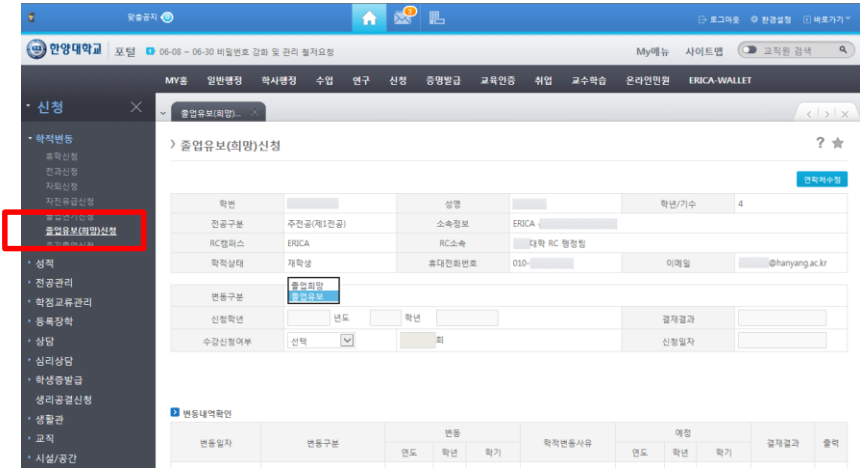 맞춤공지
로그아웃 환경설정 바로가기
한양대학교 포털 06-08 ~ 06-30 비밀번호 강화 및 관리 철저요청 My메뉴 사이트맵 교직원 검색
MY홈 일반행정 학사행정 수업 연구 신청 증명발급 교육인증 취업 교수학습 온라인민원 ERICA-WALLET
신청
졸업유보(희망)...
학적변동
휴학신청
전과신청
자퇴신청
자진유급신청
졸업유보(희망)신청
성적
전공관리
학점교류관리
등록장학
상담
심리상담
학생증발급
생리공결신청
생활관
교직
시설/공간
졸업유보(희망)신청
연락처수정
학번 성명 학년/기수 4
전공구분 주전공(제1전공) 소속정보 ERICA -
RC캠퍼스 ERICA RC소속 대학 RC 행정팀
학적상태 재학생 휴대전화번호 010- 이메일 @hanyang.ac.kr
변동구분 졸업희망
졸업유보
신청학년 년도 학년 결재결과
수강신청여부 선택 회 신청일자
변동내역확인
변동일자 변동구분 변동 학적변동사유 예정 결재결과 출력
연도 학년 학기 연도 학년 학기